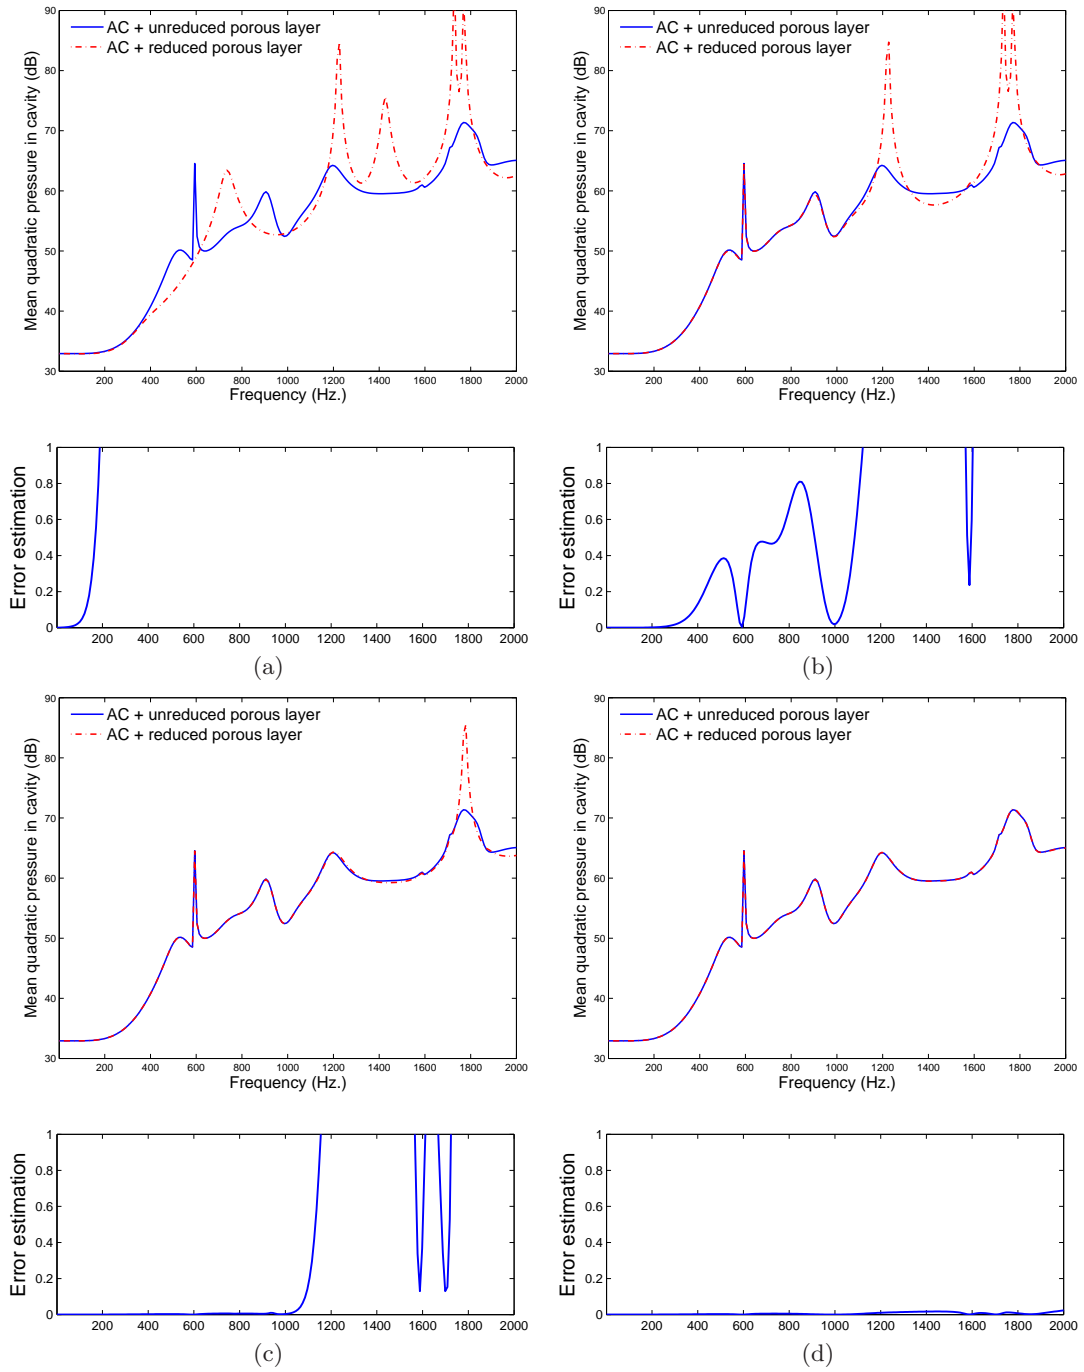 90
80
70
60
50
40
30
Mean quadratic pressure in cavity (dB)
AC + unreduced porous layer
AC + reduced porous layer
200 400 600 800 1000 1200 1400 1600 1800 2000
Frequency (Hz.)
90
80
70
60
50
40
30
Mean quadratic pressure in cavity (dB)
AC + unreduced porous layer
AC + reduced porous layer
200 400 600 800 1000 1200 1400 1600 1800 2000
Frequency (Hz.)
1
0.8
0.6
0.4
0.2
0
Error estimation
200 400 600 800 1000 1200 1400 1600 1800 2000
(a)
1
0.8
0.6
0.4
0.2
0
Error estimation
200 400 600 800 1000 1200 1400 1600 1800 2000
(b)
90
80
70
60
50
40
30
Mean quadratic pressure in cavity (dB)
AC + unreduced porous layer
AC + reduced porous layer
200 400 600 800 1000 1200 1400 1600 1800 2000
Frequency (Hz.)
90
80
70
60
50
40
30
Mean quadratic pressure in cavity (dB)
AC + unreduced porous layer
AC + reduced porous layer
200 400 600 800 1000 1200 1400 1600 1800 2000
Frequency (Hz.)
1
0.8
0.6
0.4
0.2
0
Error estimation
200 400 600 800 1000 1200 1400 1600 1800 2000
(c)
1
0.8
0.6
0.4
0.2
0
Error estimation
200 400 600 800 1000 1200 1400 1600 1800 2000
(d)